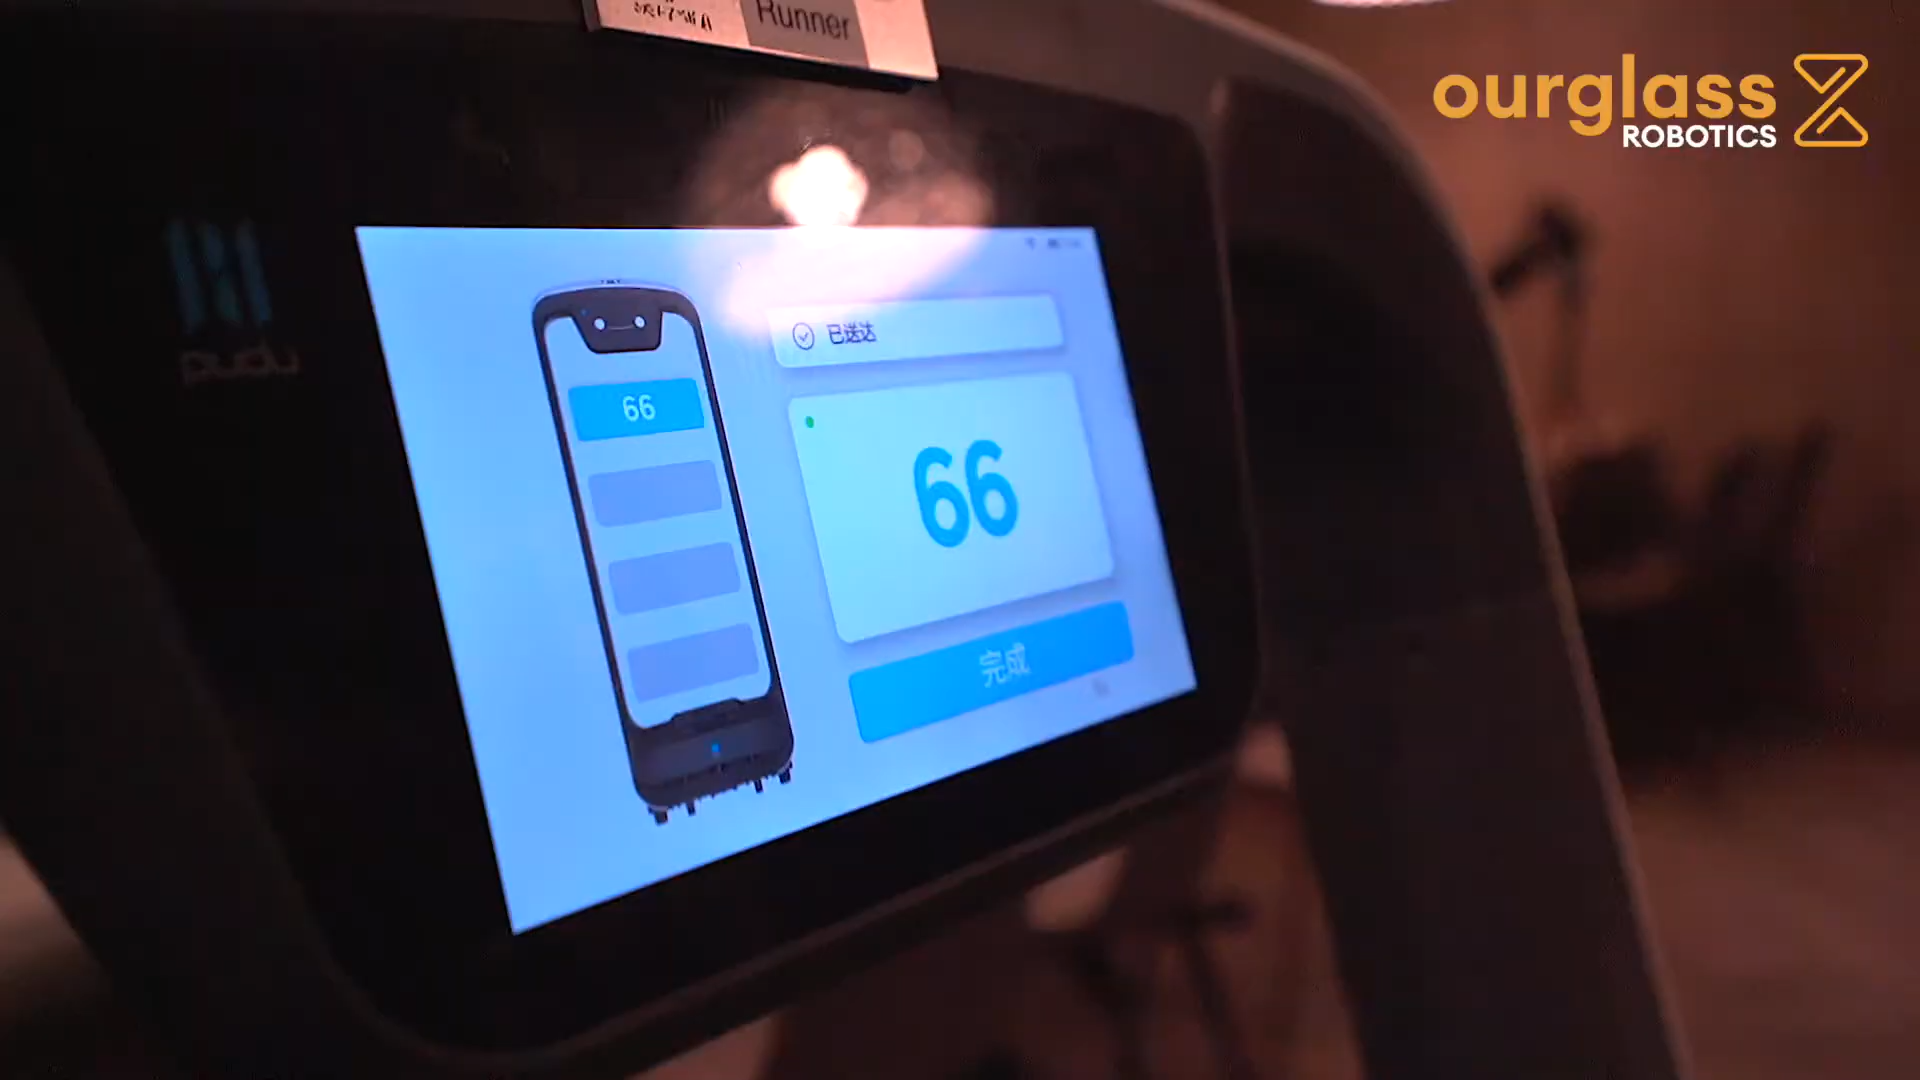 Runner
ourglass
ROBOTICS
pudu
已送达
66
66
完成